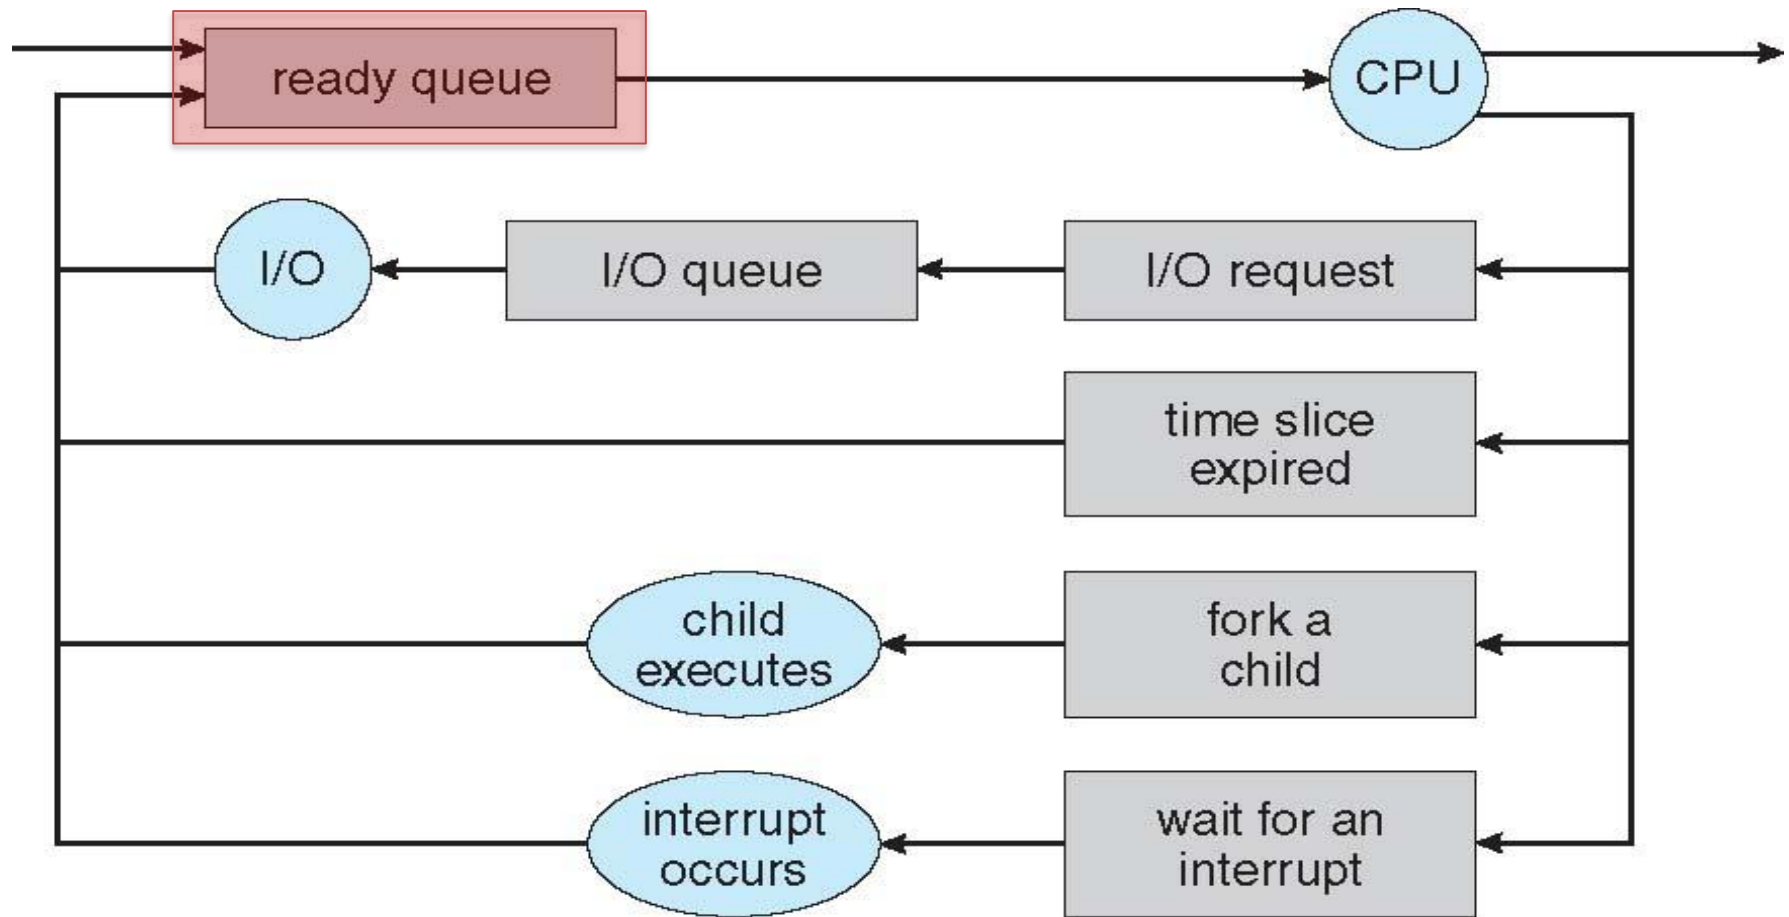 ready queue
CPU
I/O
I/O queue
I/O request
time slice
expired
child
executes
fork a
child
interrupt
occurs
wait for an
interrupt